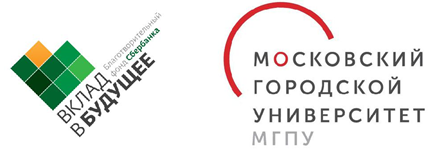 ВКЛАД
В БУДУЩЕЕ
Благотворительный
фонд Сбербанка
МОСКОВСКИЙ
ГОРОДСКОЙ
УНИВЕРСИТЕТ
МГПУ